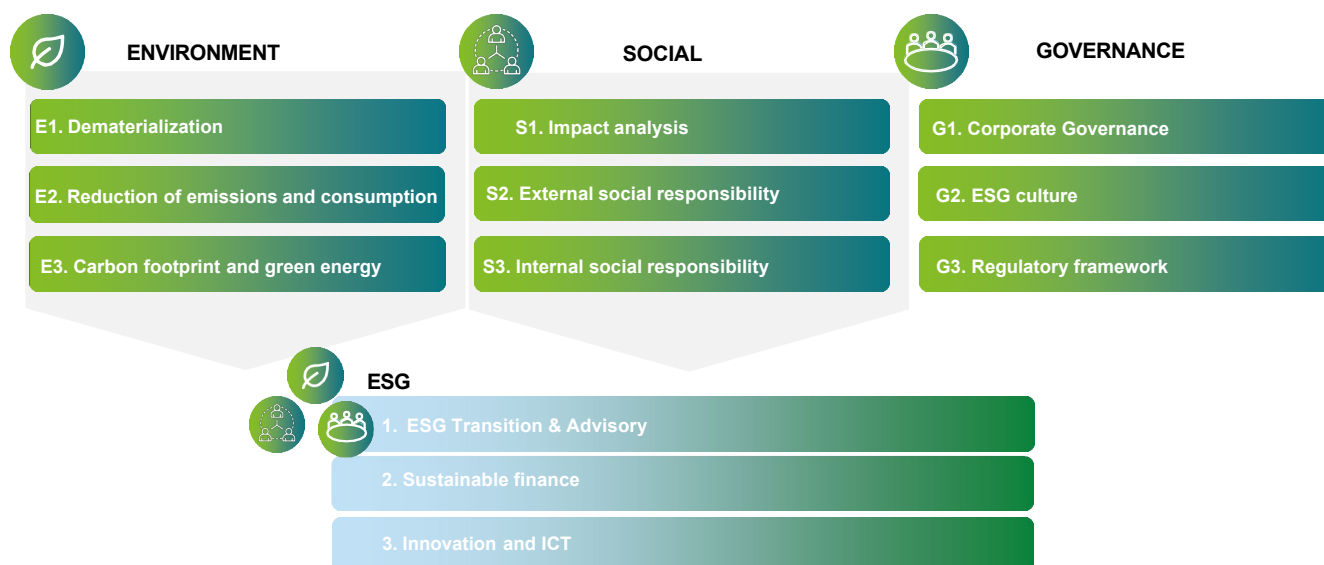 ENVIRONMENT
E1. Dematerialization
E2. Reduction of emissions and consumption
E3. Carbon footprint and green energy
SOCIAL
S1. Impact analysis
S2. External social responsibility
S3. Internal social responsibility
GOVERNANCE
G1. Corporate Governance
G2. ESG culture
G3. Regulatory framework
ESG
1. ESG Transition & Advisory
2. Sustainable finance
3. Innovation and ICT